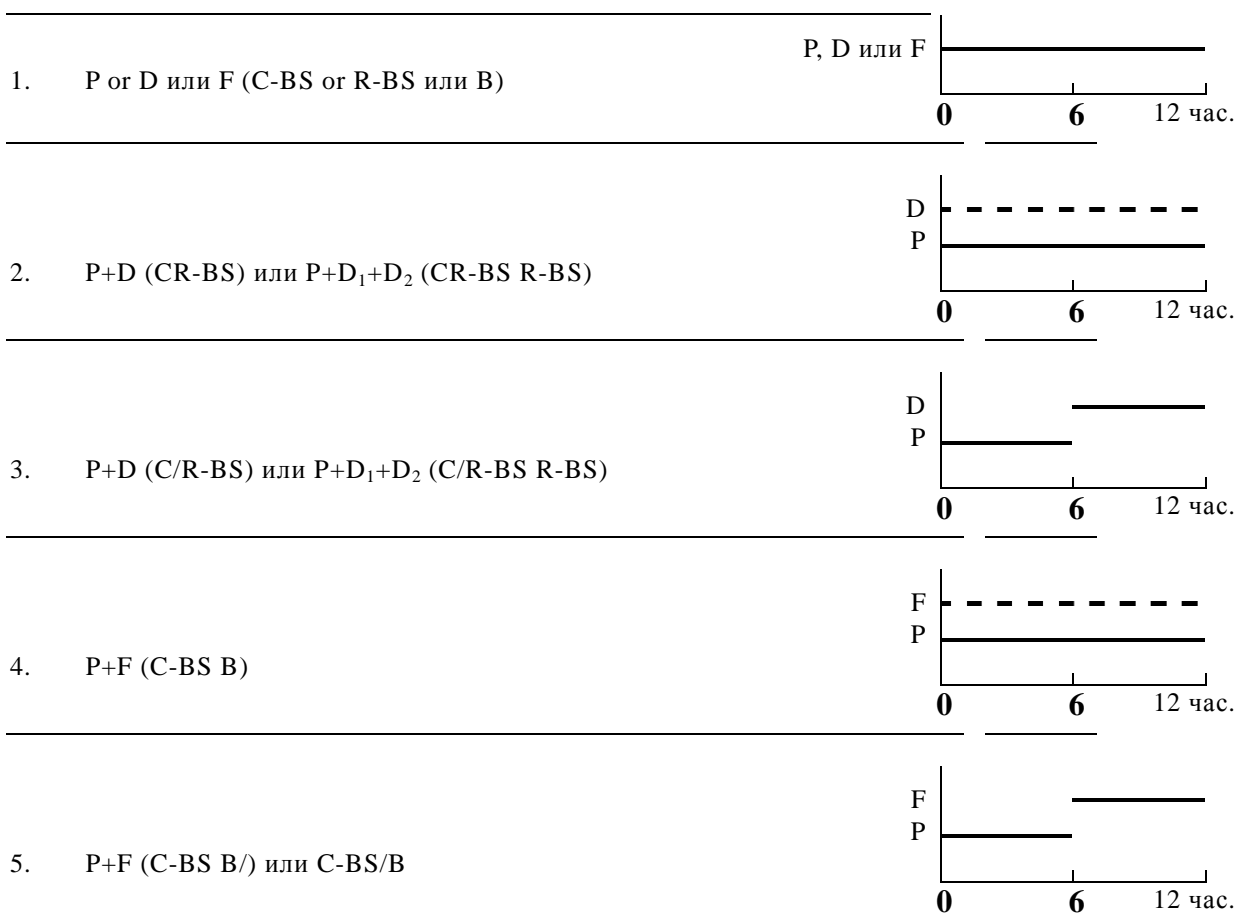 P, D или F
1. P or D или F (C-BS or R-BS или B)
0 6 12 час.
D
P
2. P+D (CR-BS) или P+D₁+D₂ (CR-BS R-BS)
0 6 12 час.
D
P
3. P+D (C/R-BS) или P+D₁+D₂ (C/R-BS R-BS)
0 6 12 час.
F
P
4. P+F (C-BS B)
0 6 12 час.
F
P
5. P+F (C-BS B/) или C-BS/B
0 6 12 час.